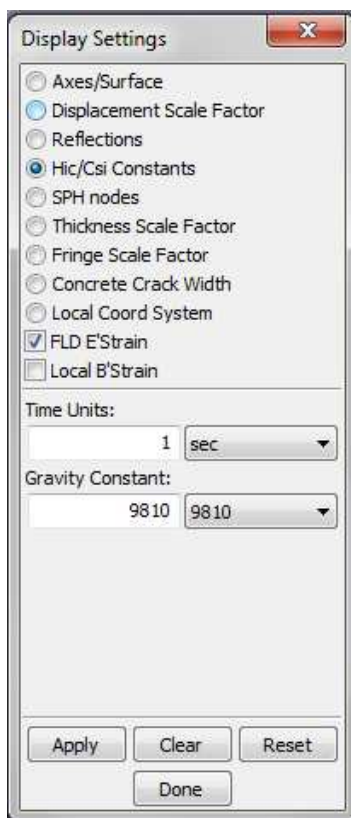 Display Settings
Axes/Surface
Displacement Scale Factor
Reflections
Hic/Csi Constants
SPH nodes
Thickness Scale Factor
Fringe Scale Factor
Concrete Crack Width
Local Coord System
FLD E'Strain
Local B'Strain
Time Units:
1 sec
Gravity Constant:
9810 9810
Apply Clear Reset
Done